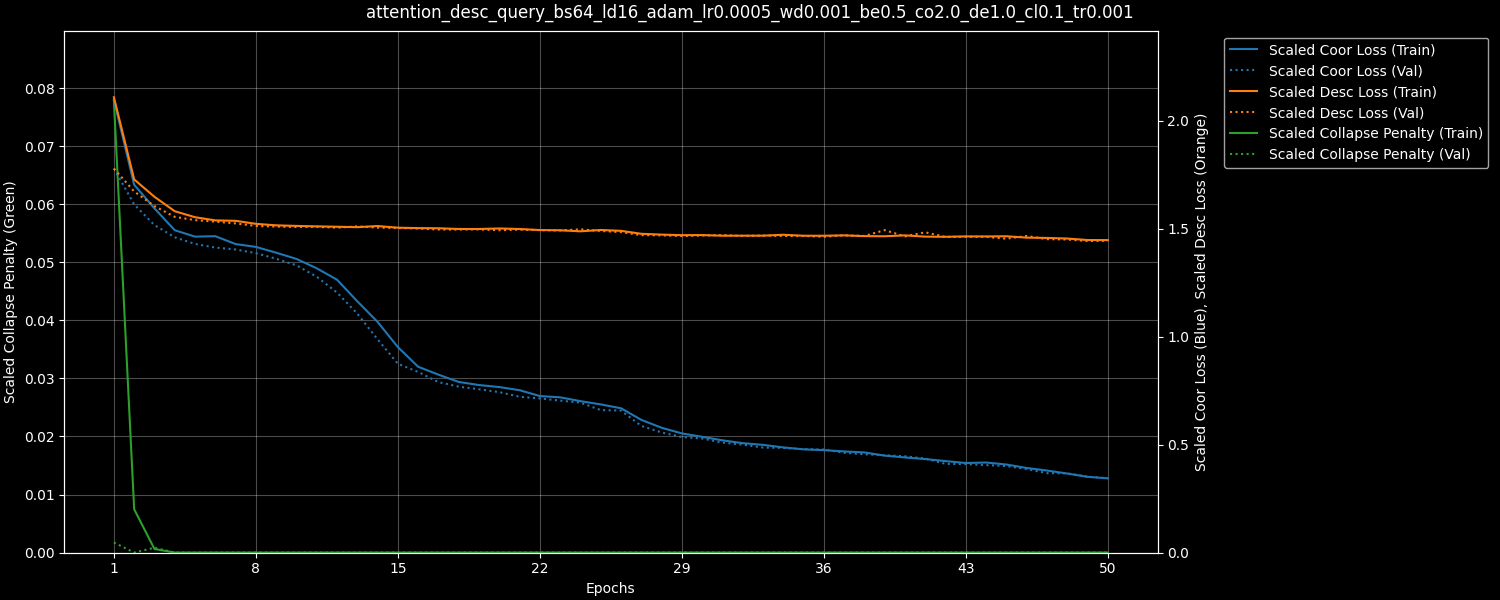 attention_desc_query_bs64_ld16_adam_lr0.0005_wd0.001_be0.5_co2.0_de1.0_cl0.1_tr0.001
Scaled Collapse Penalty (Green)
0.08
0.07
0.06
0.05
0.04
0.03
0.02
0.01
0.00
1
8
15
22
29
36
43
50
Epochs
2.0
1.5
1.0
0.5
0.0
Scaled Coor Loss (Blue), Scaled Desc Loss (Orange)
Scaled Coor Loss (Train)
Scaled Coor Loss (Val)
Scaled Desc Loss (Train)
Scaled Desc Loss (Val)
Scaled Collapse Penalty (Train)
Scaled Collapse Penalty (Val)